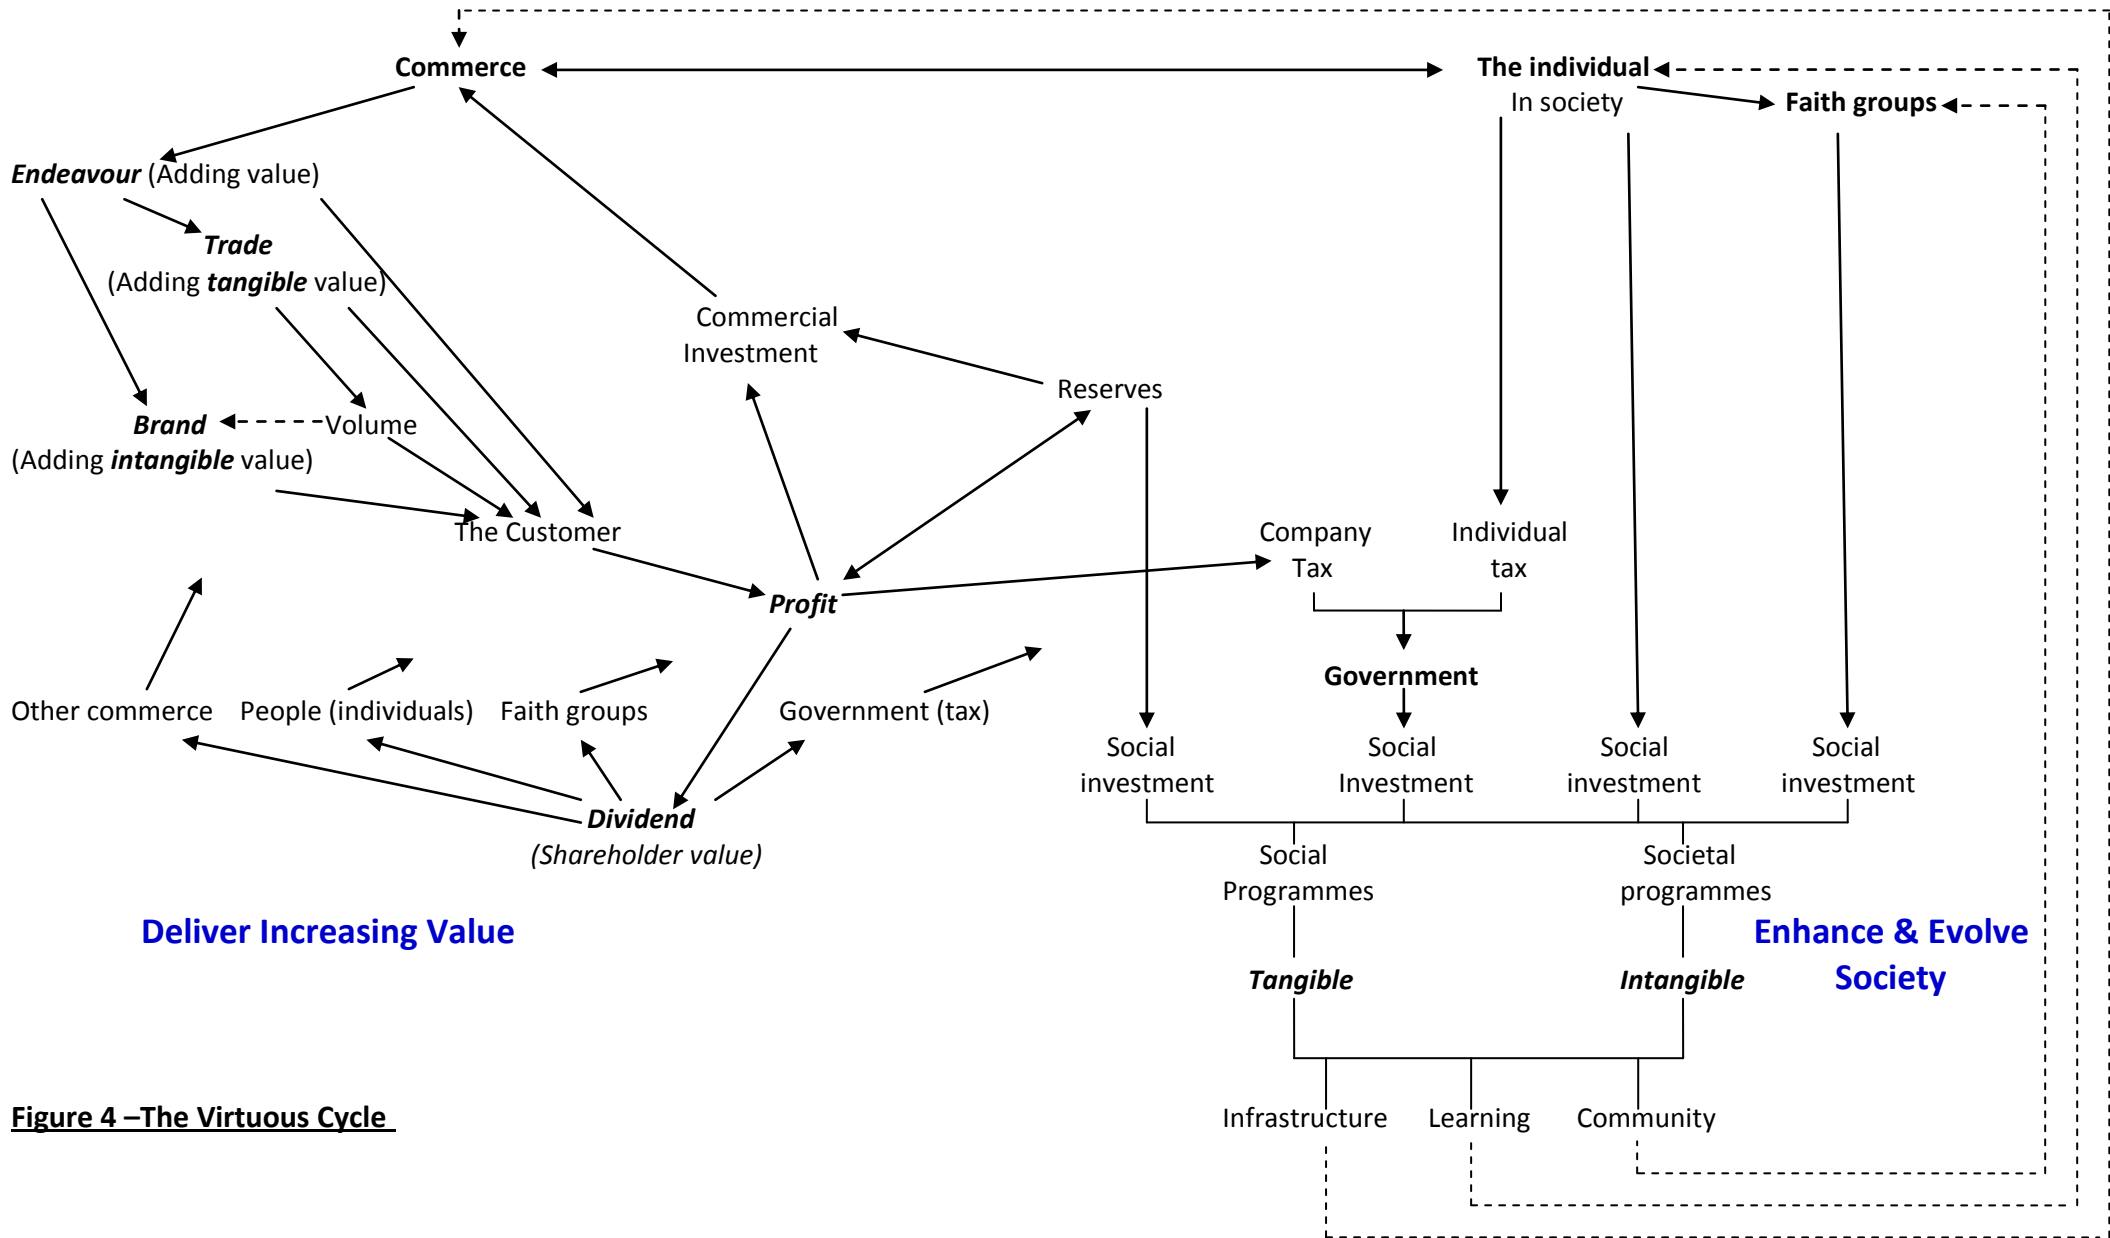 Commerce
The individual
In society
Faith groups
Endeavour (Adding value)
Trade
(Adding tangible value)
Commercial
Investment
Reserves
Brand
Volume
(Adding intangible value)
The Customer
Company
Tax
Individual
tax
Profit
Government
Other commerce
People (individuals)
Faith groups
Government (tax)
Social
investment
Social
Investment
Social
investment
Social
investment
Dividend
(Shareholder value)
Social
Programmes
Societal
programmes
Deliver Increasing Value
Enhance & Evolve
Society
Tangible
Intangible
Figure 4 –The Virtuous Cycle
Infrastructure
Learning
Community